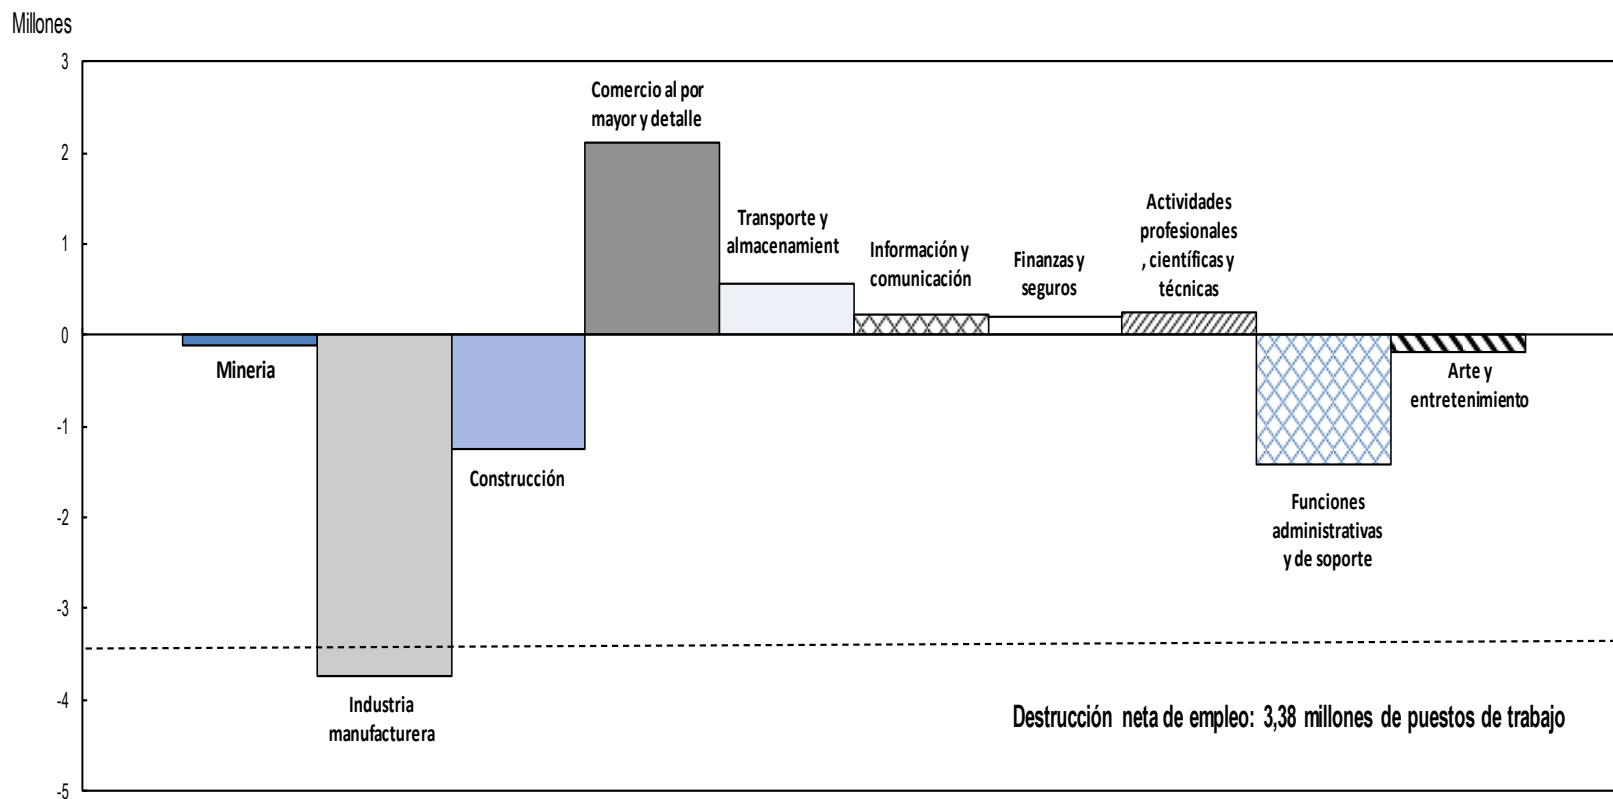 Millones
3
2
1
0
-1
-2
-3
-4
-5
Mineria
Industria
manufacturera
Construcción
Comercio al por
mayor y detalle
Transporte y
almacenamient
Información y
comunicación
Finanzas y
seguros
Actividades
profesionales
, científicas y
técnicas
Funciones
administrativas
y de soporte
Arte y
entretenimiento
Destrucción neta de empleo: 3,38 millones de puestos de trabajo